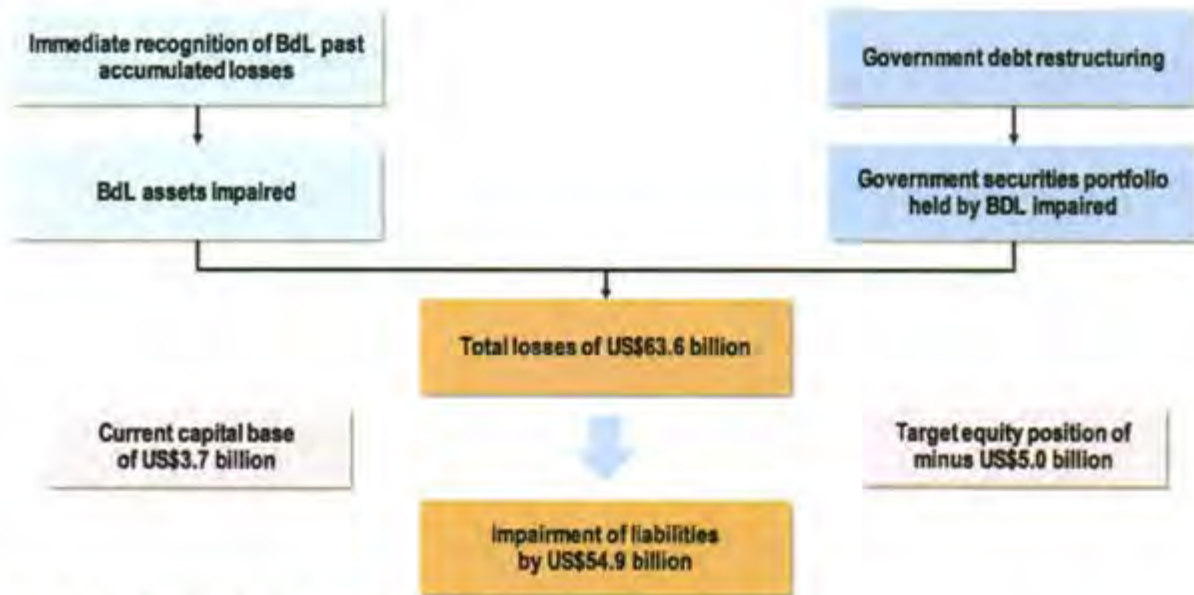 Immediate recognition of BdL past
accumulated losses
Government debt restructuring
BdL assets impaired
Government securities portfolio
held by BDL impaired
Total losses of US$63.6 billion
Current capital base
of US$3.7 billion
Target equity position of
minus US$5.0 billion
Impairment of liabilities
by US$54.9 billion